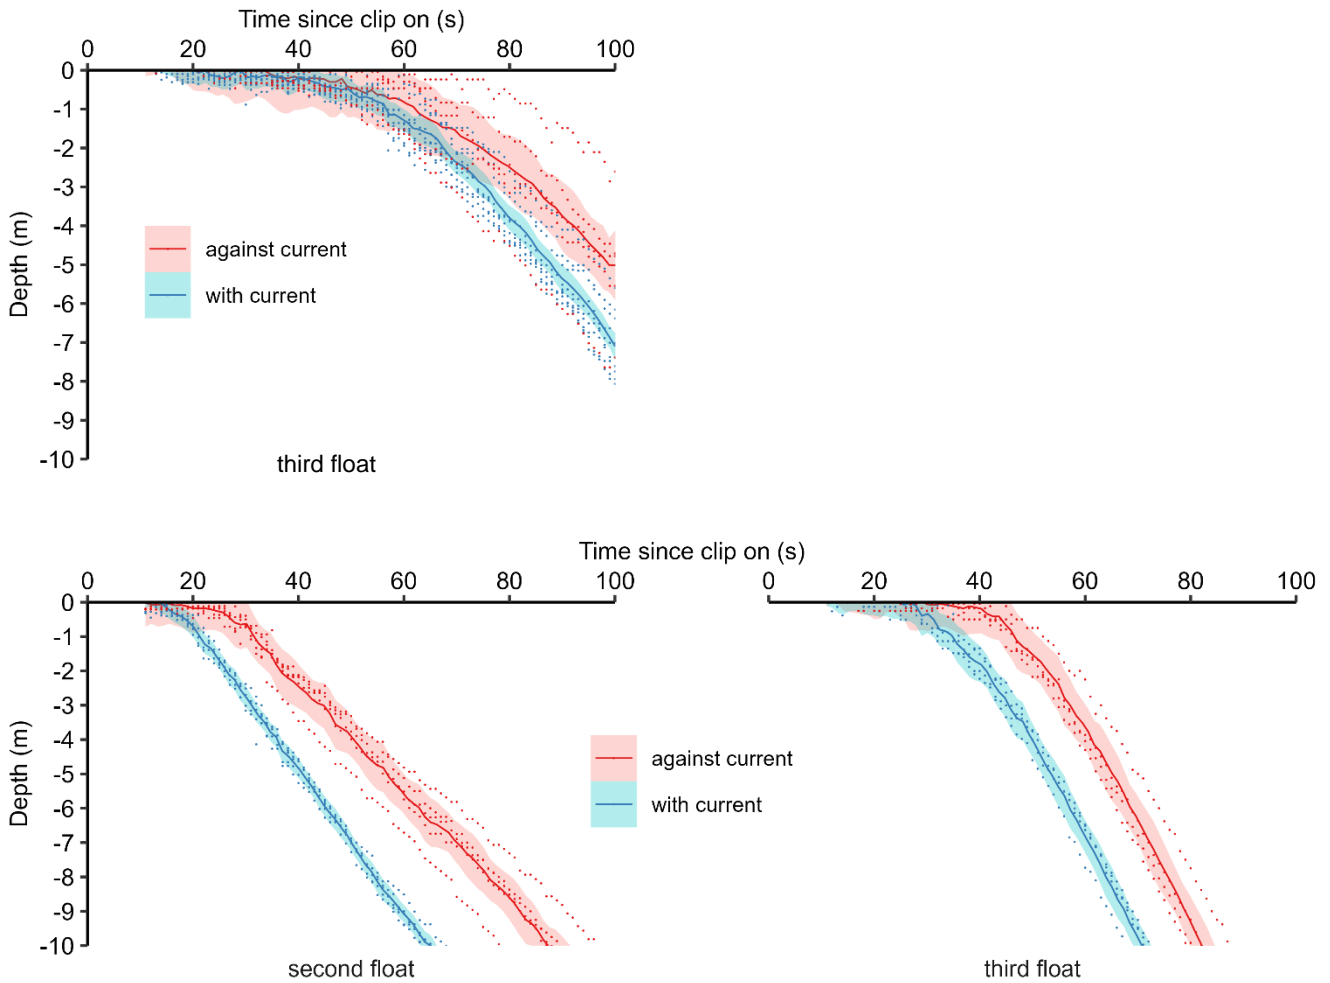 Time since clip on (s)
0 20 40 60 80 100
0
-1
-2
-3
-4
-5
-6
-7
-8
-9
-10
Depth (m)
against current
with current
third float
Time since clip on (s)
0 20 40 60 80 100
0 20 40 60 80 100
0
-1
-2
-3
-4
-5
-6
-7
-8
-9
-10
Depth (m)
against current
with current
second float
third float